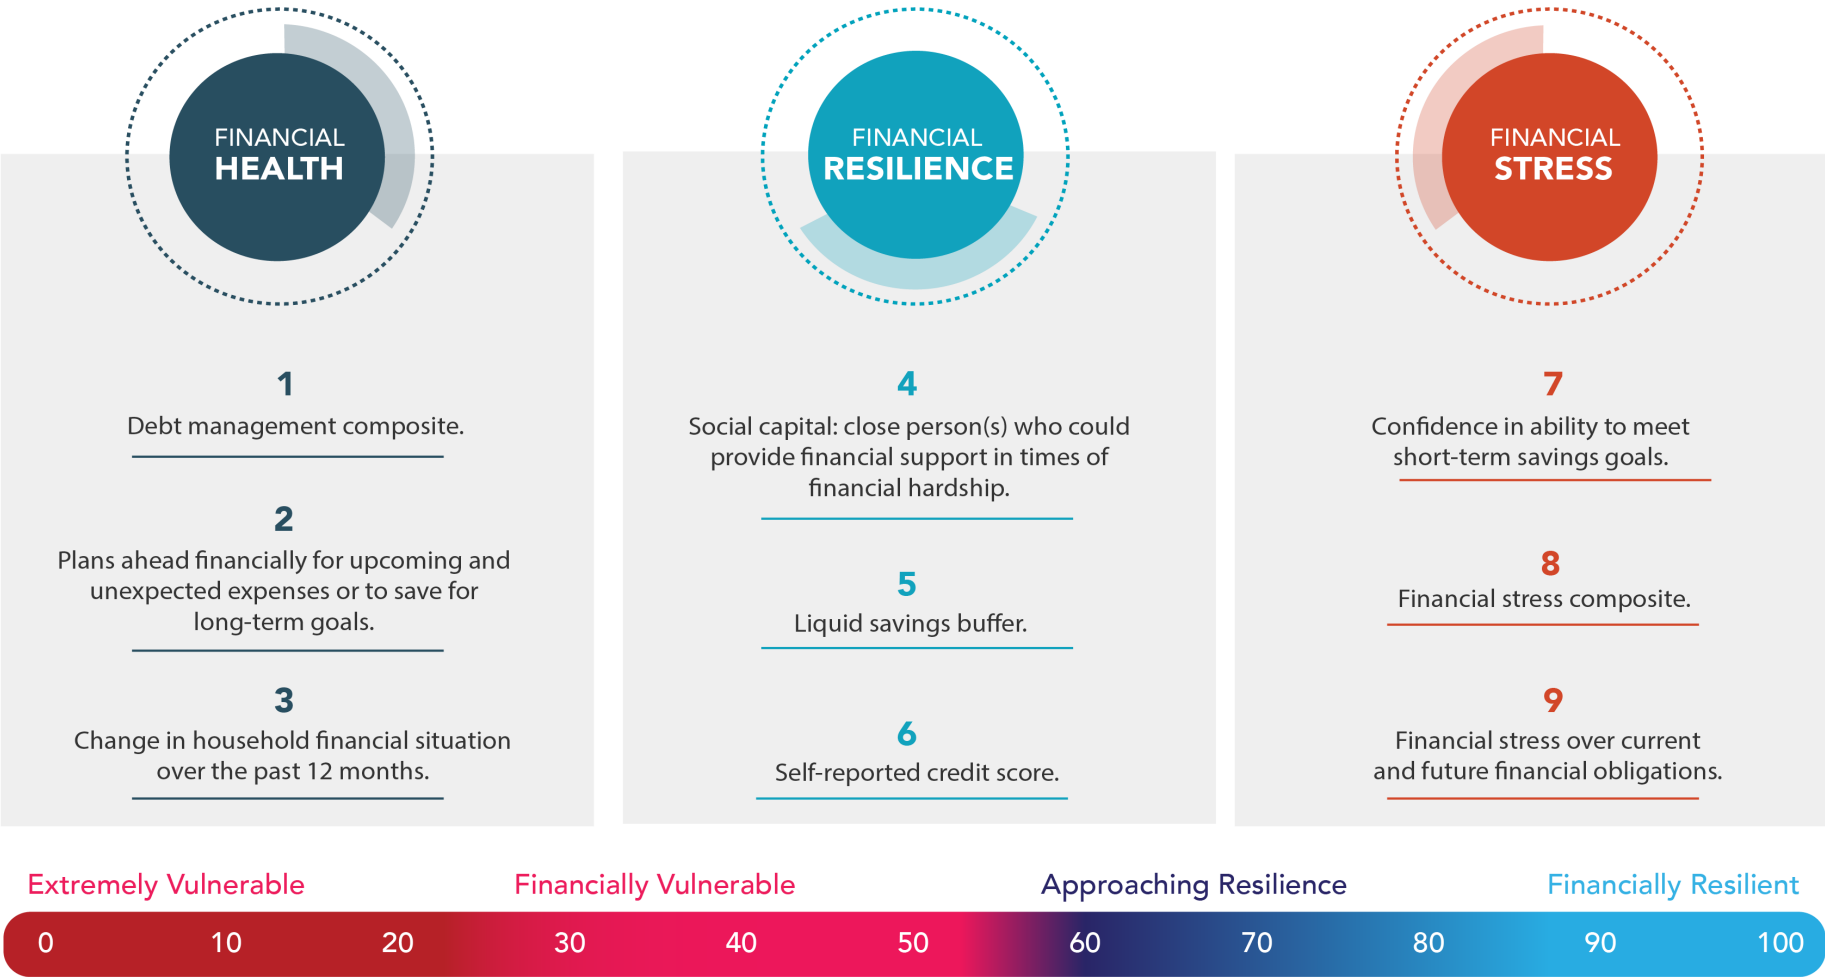 FINANCIAL
HEALTH
1
Debt management composite.
2
Plans ahead financially for upcoming and
unexpected expenses or to save for
long-term goals.
3
Change in household financial situation
over the past 12 months.
FINANCIAL
RESILIENCE
4
Social capital: close person(s) who could
provide financial support in times of
financial hardship.
5
Liquid savings buffer.
6
Self-reported credit score.
FINANCIAL
STRESS
7
Confidence in ability to meet
short-term savings goals.
8
Financial stress composite.
9
Financial stress over current
and future financial obligations.
Extremely Vulnerable Financially Vulnerable Approaching Resilience Financially Resilient
0 10 20 30 40 50 60 70 80 90 100